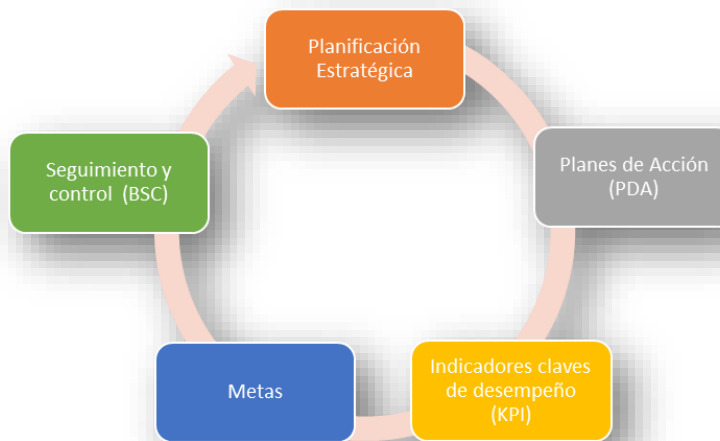 Planificación
Estratégica
Planes de Acción
(PDA)
Indicadores claves
de desempeño
(KPI)
Metas
Seguimiento y
control (BSC)